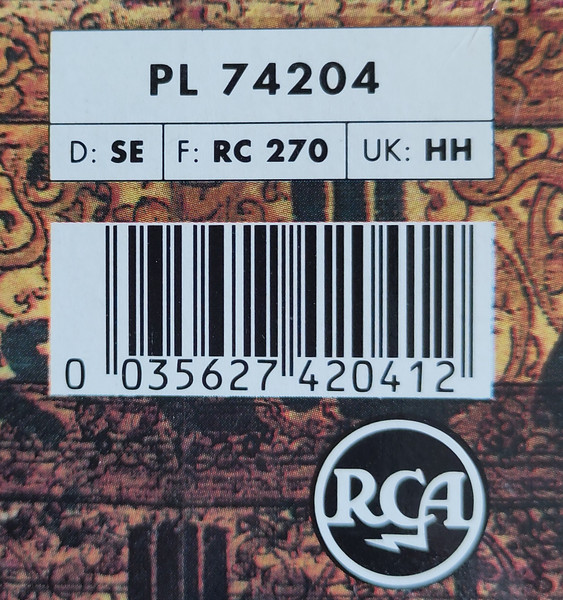 PL 74204
D: SE F: RC 270 UK: HH
0 035627 420412
RCA